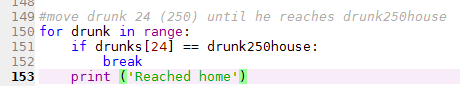 148
149 #move drunk 24 (250) until he reaches drunk250house
150 for drunk in range:
151     if drunks[24] == drunk250house:
152         break
153     print ('Reached home')